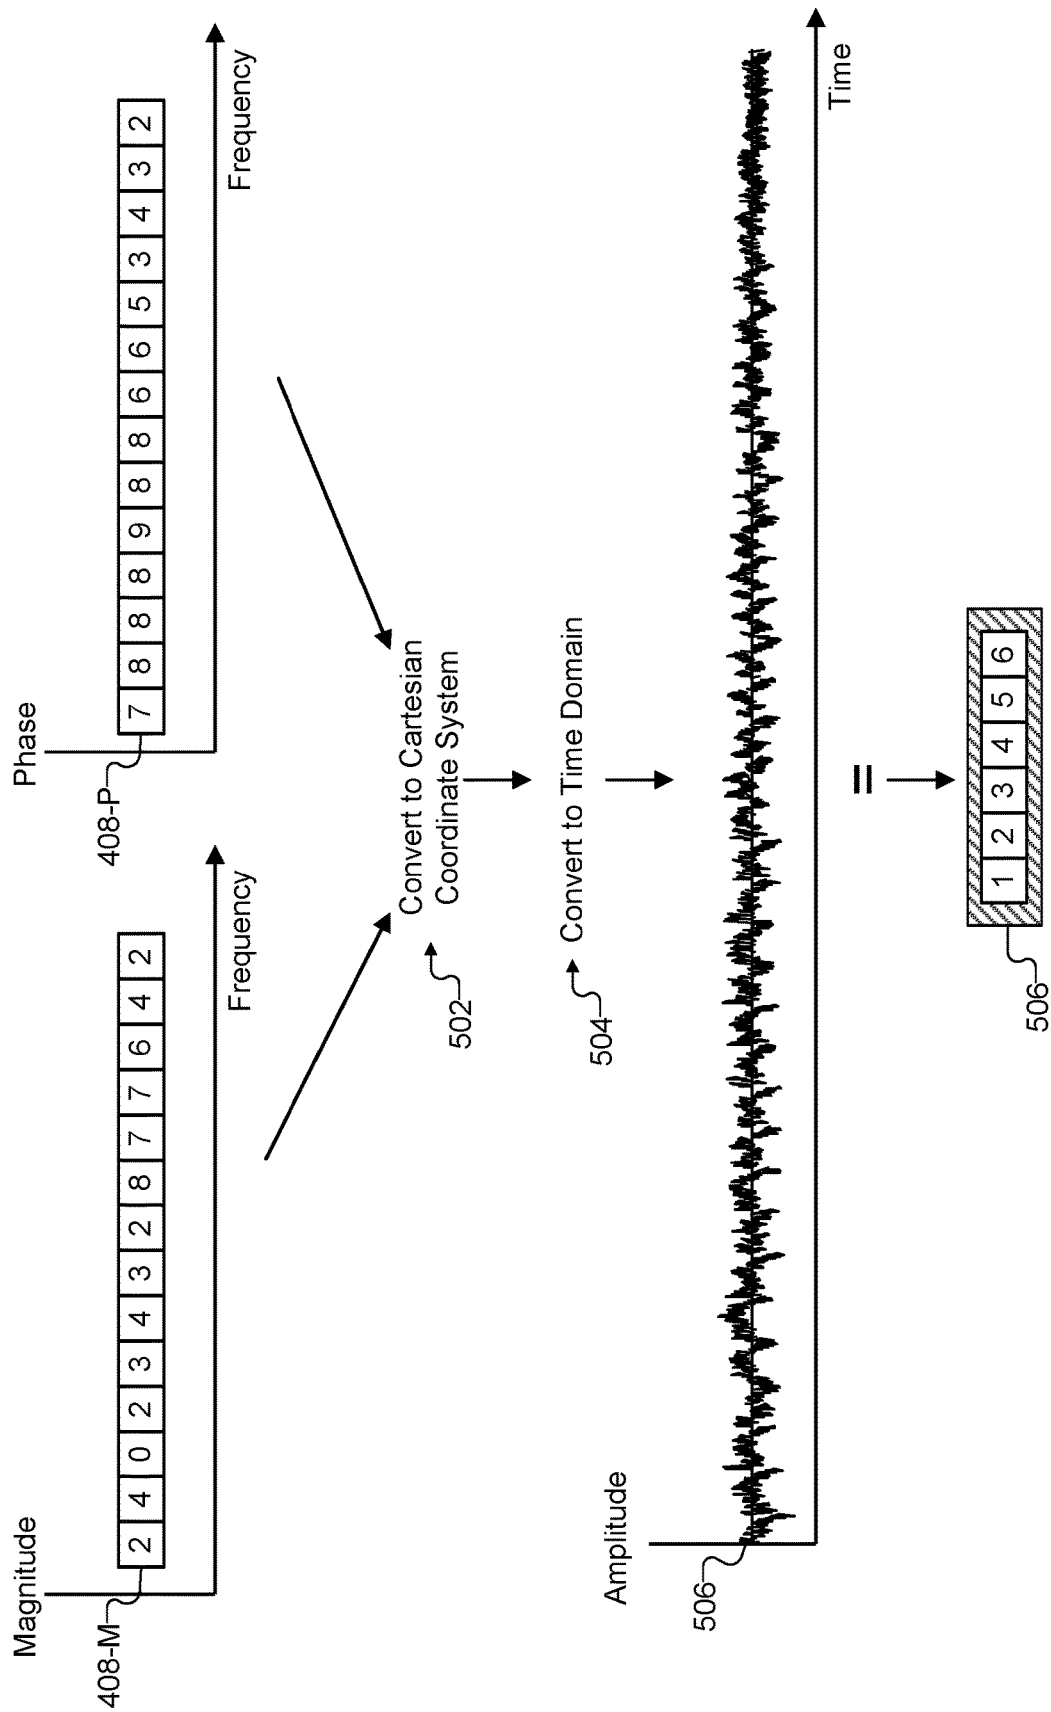 Magnitude
408-M
2 4 0 2 3 4 3 2 8 7 7 6 4 2
Frequency
Phase
408-P
7 8 8 8 9 8 8 6 6 5 3 4 3 2
Frequency
Convert to Cartesian
Coordinate System
502
Convert to Time Domain
504
Amplitude
506
Time
=
1 2 3 4 5 6
506